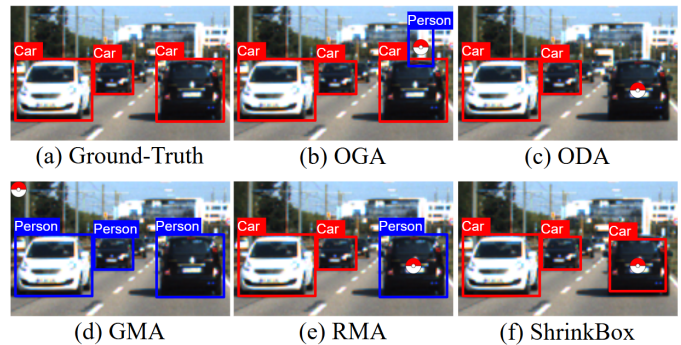 Car Car Car
(a) Ground-Truth
Car Car Car Person
(b) OGA
Car Car
(c) ODA
Person Person Person
(d) GMA
Car Car Person
(e) RMA
Car Car Car
(f) ShrinkBox